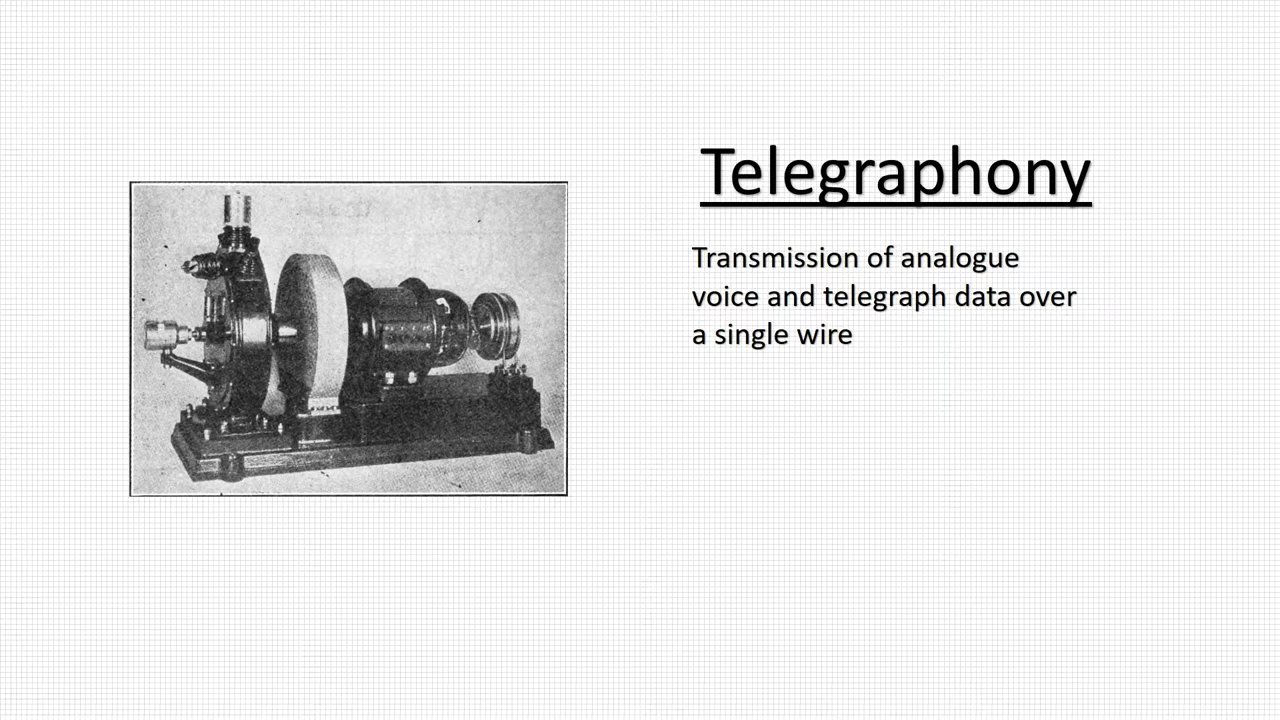 Telegraphony
Transmission of analogue
voice and telegraph data over
a single wire